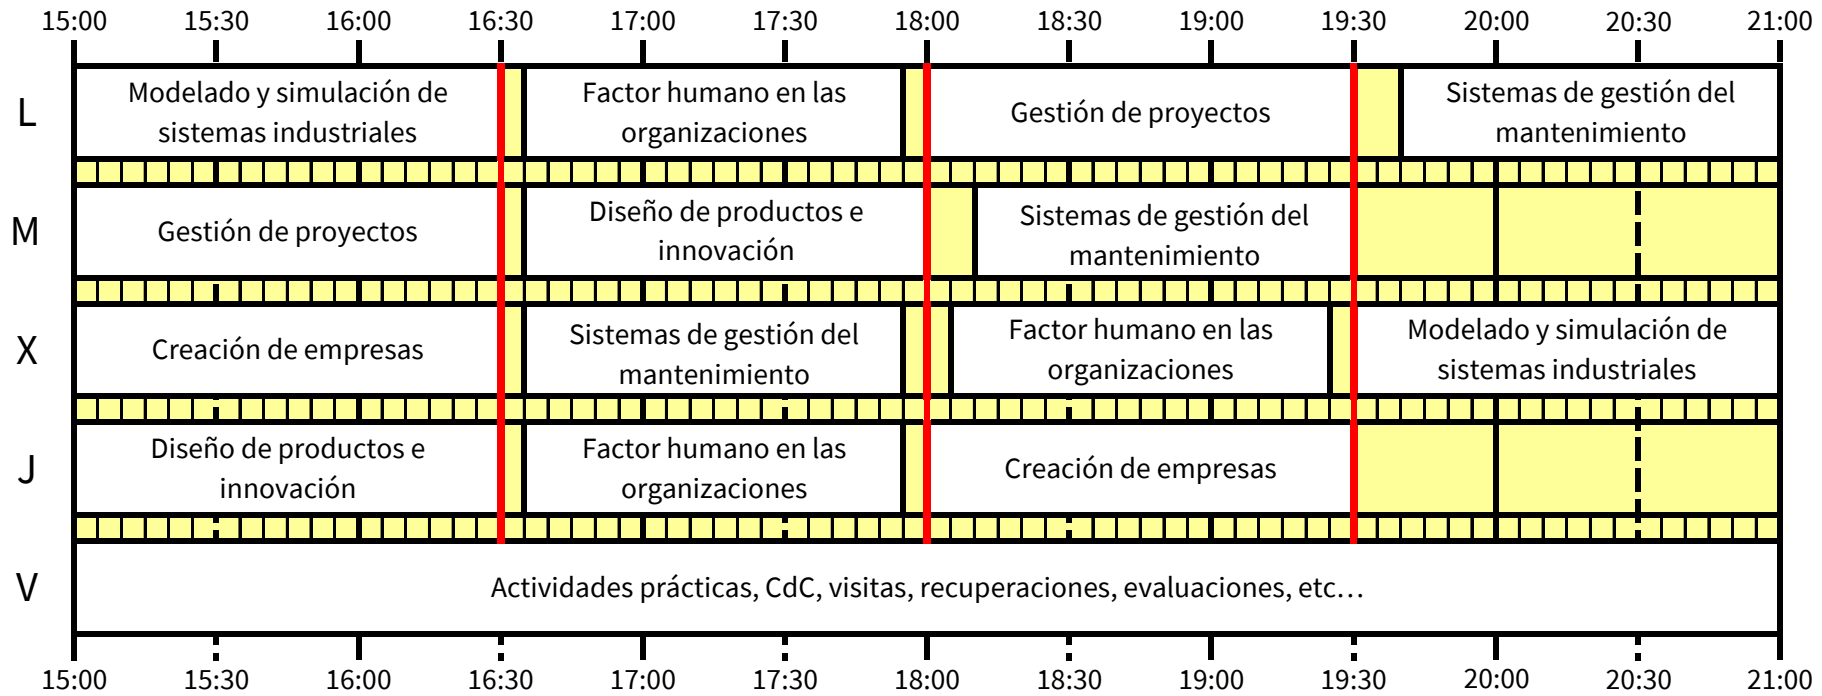 15:00 15:30 16:00 16:30 17:00 17:30 18:00 18:30 19:00 19:30 20:00 20:30 21:00
L
Modelado y simulación de
sistemas industriales
Factor humano en las
organizaciones
Gestión de proyectos
Sistemas de gestión del
mantenimiento
M
Gestión de proyectos
Diseño de productos e
innovación
Sistemas de gestión del
mantenimiento
X
Creación de empresas
Sistemas de gestión del
mantenimiento
Factor humano en las
organizaciones
Modelado y simulación de
sistemas industriales
J
Diseño de productos e
innovación
Factor humano en las
organizaciones
Creación de empresas
V
Actividades prácticas, CdC, visitas, recuperaciones, evaluaciones, etc…
15:00 15:30 16:00 16:30 17:00 17:30 18:00 18:30 19:00 19:30 20:00 20:30 21:00